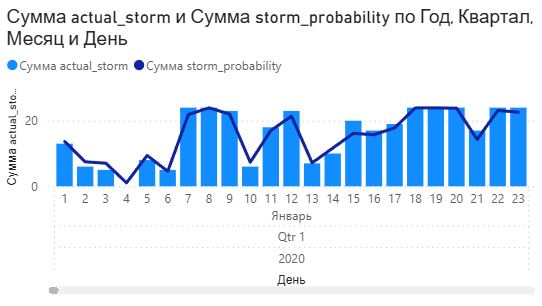 Сумма actual_storm и Сумма storm_probability по Год, Квартал,
Месяц и День
Сумма actual_storm Сумма storm_probability
Сумма actual_sto...
20
0
1 2 3 4 5 6 7 8 9 10 11 12 13 14 15 16 17 18 19 20 21 22 23
Январь
Qtr 1
2020
День